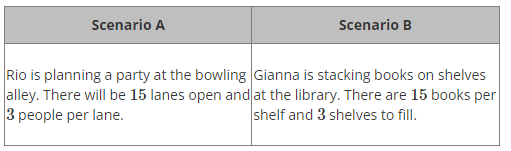 Scenario A
Scenario B
Rio is planning a party at the bowling
alley. There will be 15 lanes open and
3 people per lane.
Gianna is stacking books on shelves
at the library. There are 15 books per
shelf and 3 shelves to fill.